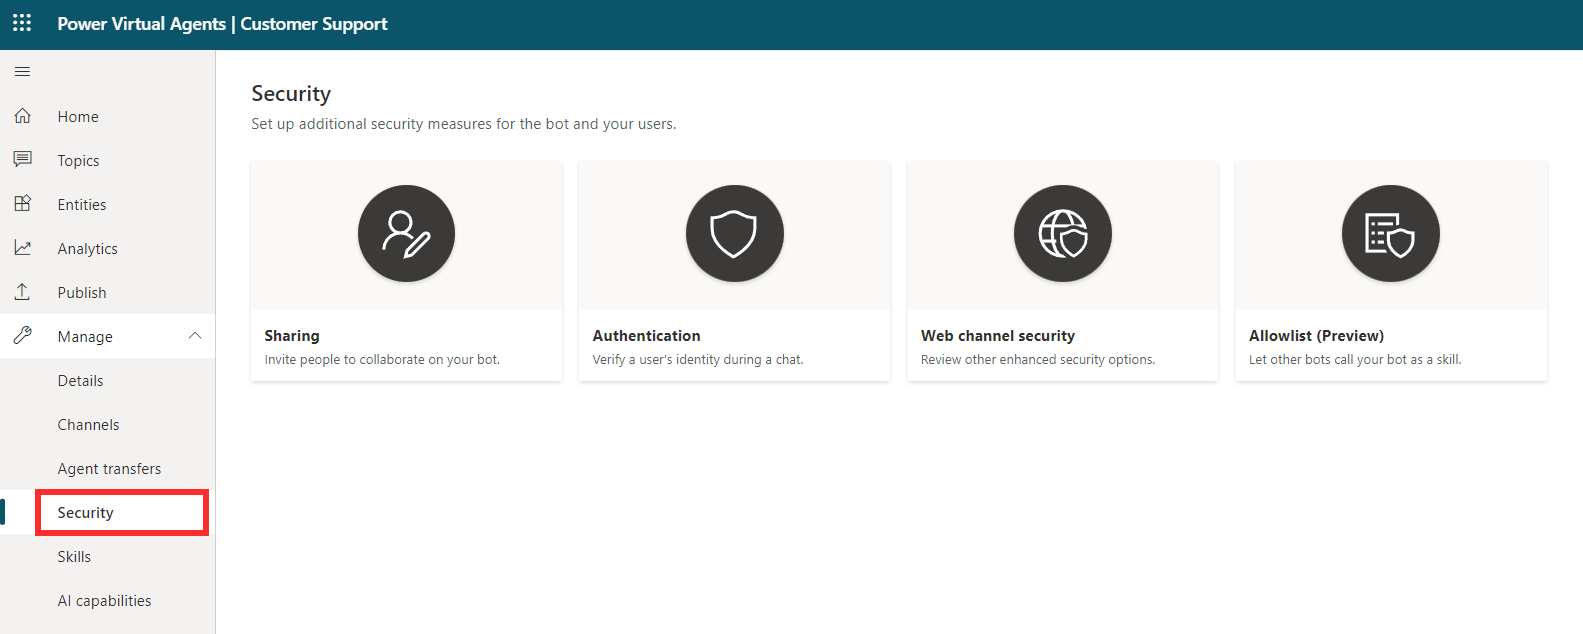 Power Virtual Agents | Customer Support
Home
Topics
Entities
Analytics
Publish
Manage
Details
Channels
Agent transfers
Security
Skills
AI capabilities
Security
Set up additional security measures for the bot and your users.
Sharing
Invite people to collaborate on your bot.
Authentication
Verify a user's identity during a chat.
Web channel security
Review other enhanced security options.
Allowlist (Preview)
Let other bots call your bot as a skill.